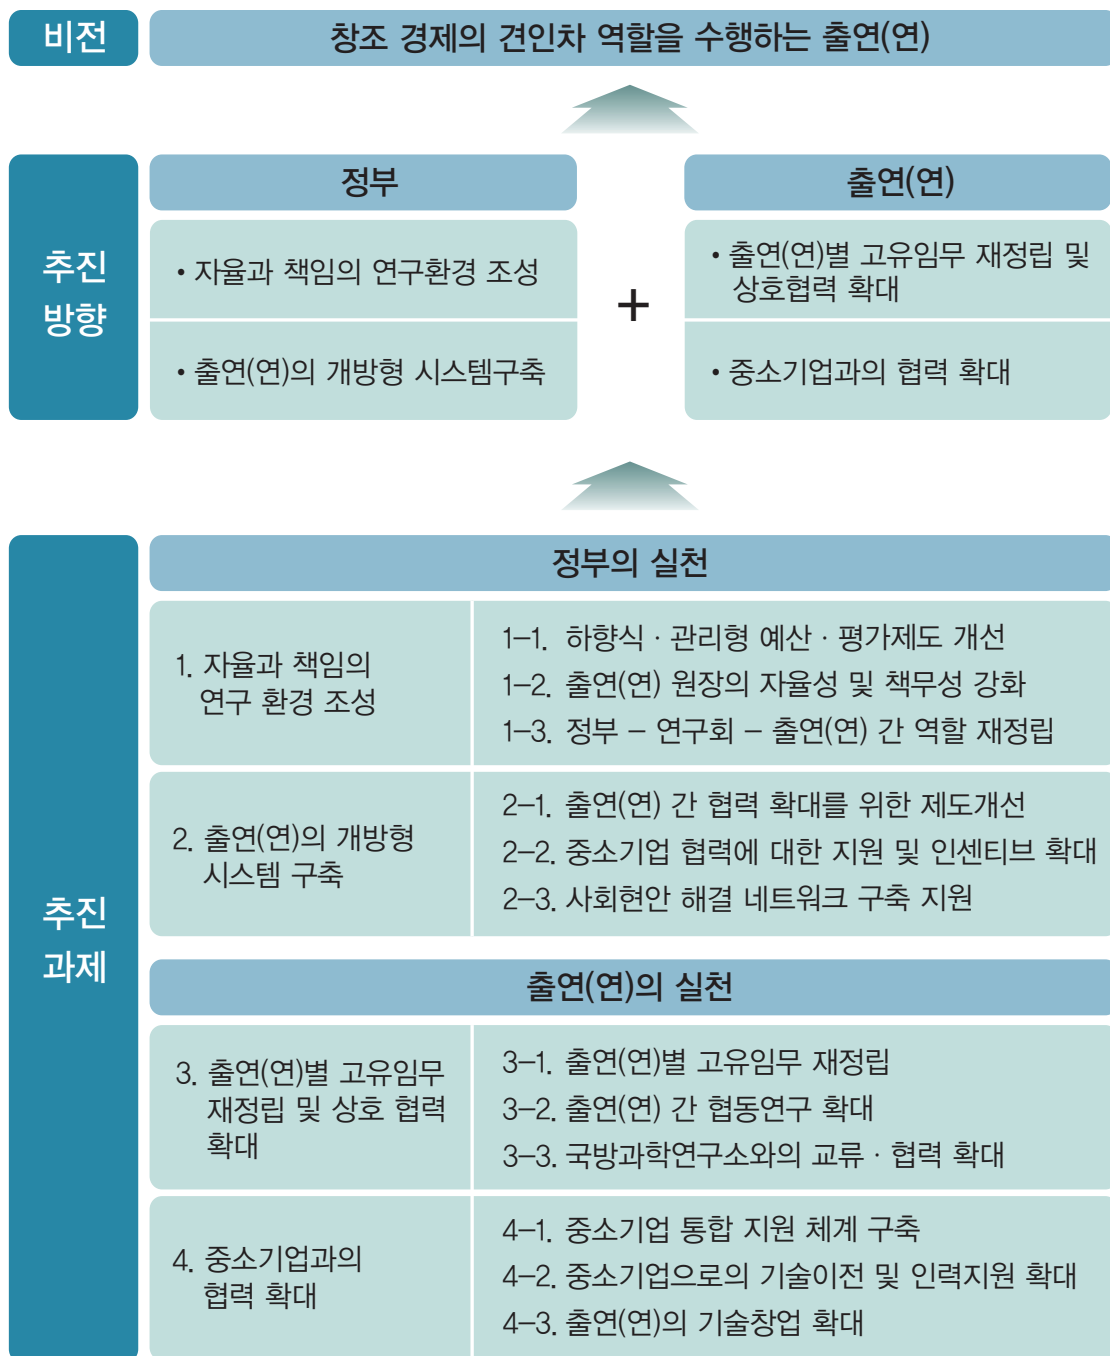 비전
창조 경제의 견인차 역할을 수행하는 출연(연)
추진
방향
정부
• 자율과 책임의 연구환경 조성
• 출연(연)의 개방형 시스템구축
+
출연(연)
• 출연(연)별 고유임무 재정립 및
상호협력 확대
• 중소기업과의 협력 확대
추진
과제
정부의 실천
1. 자율과 책임의
연구 환경 조성
1-1. 하향식 · 관리형 예산 · 평가제도 개선
1-2. 출연(연) 원장의 자율성 및 책무성 강화
1-3. 정부 - 연구회 - 출연(연) 간 역할 재정립
2. 출연(연)의 개방형
시스템 구축
2-1. 출연(연) 간 협력 확대를 위한 제도개선
2-2. 중소기업 협력에 대한 지원 및 인센티브 확대
2-3. 사회현안 해결 네트워크 구축 지원
출연(연)의 실천
3. 출연(연)별 고유임무
재정립 및 상호 협력
확대
3-1. 출연(연)별 고유임무 재정립
3-2. 출연(연) 간 협동연구 확대
3-3. 국방과학연구소와의 교류 · 협력 확대
4. 중소기업과의
협력 확대
4-1. 중소기업 통합 지원 체계 구축
4-2. 중소기업으로의 기술이전 및 인력지원 확대
4-3. 출연(연)의 기술창업 확대